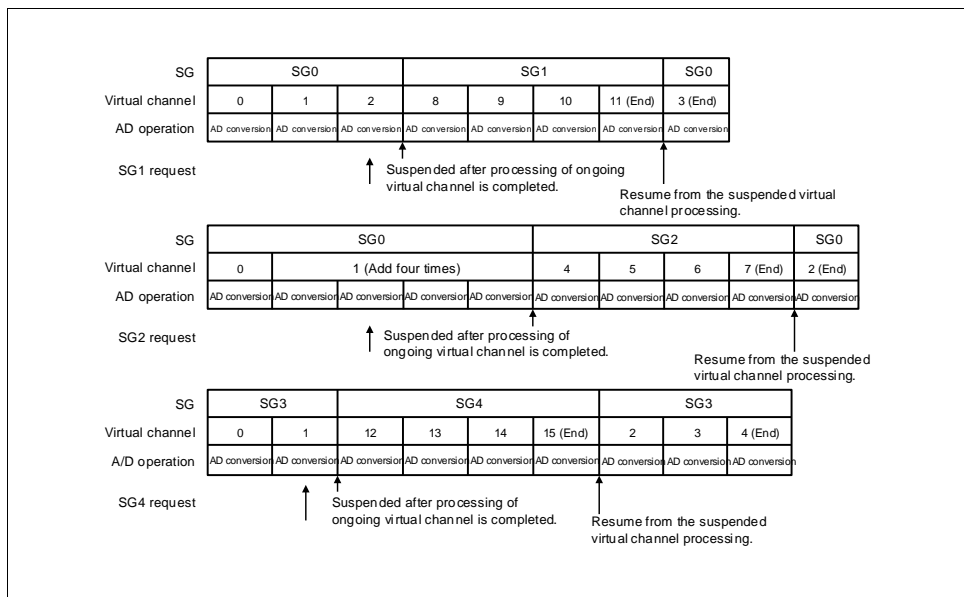 SG SG0 SG1 SG0
Virtual channel 0 1 2 8 9 10 11 (End) 3 (End)
AD operation AD conversion AD conversion AD conversion AD conversion AD conversion AD conversion AD conversion AD conversion
SG1 request
Suspended after processing of ongoing
virtual channel is completed.
Resume from the suspended virtual
channel processing.
SG SG0 SG2 SG0
Virtual channel 0 1 (Add four times) 4 5 6 7 (End) 2 (End)
AD operation AD conversion AD conversion AD conversion AD conversion AD conversion AD conversion AD conversion AD conversion AD conversion AD conversion
SG2 request
Suspended after processing of
ongoing virtual channel is completed.
Resume from the suspended
virtual channel processing.
SG SG3 SG4 SG3
Virtual channel 0 1 12 13 14 15 (End) 2 3 4 (End)
A/D operation AD conversion AD conversion AD conversion AD conversion AD conversion AD conversion AD conversion AD conversion AD conversion
SG4 request
Suspended after processing of
ongoing virtual channel is completed.
Resume from the suspended
virtual channel processing.